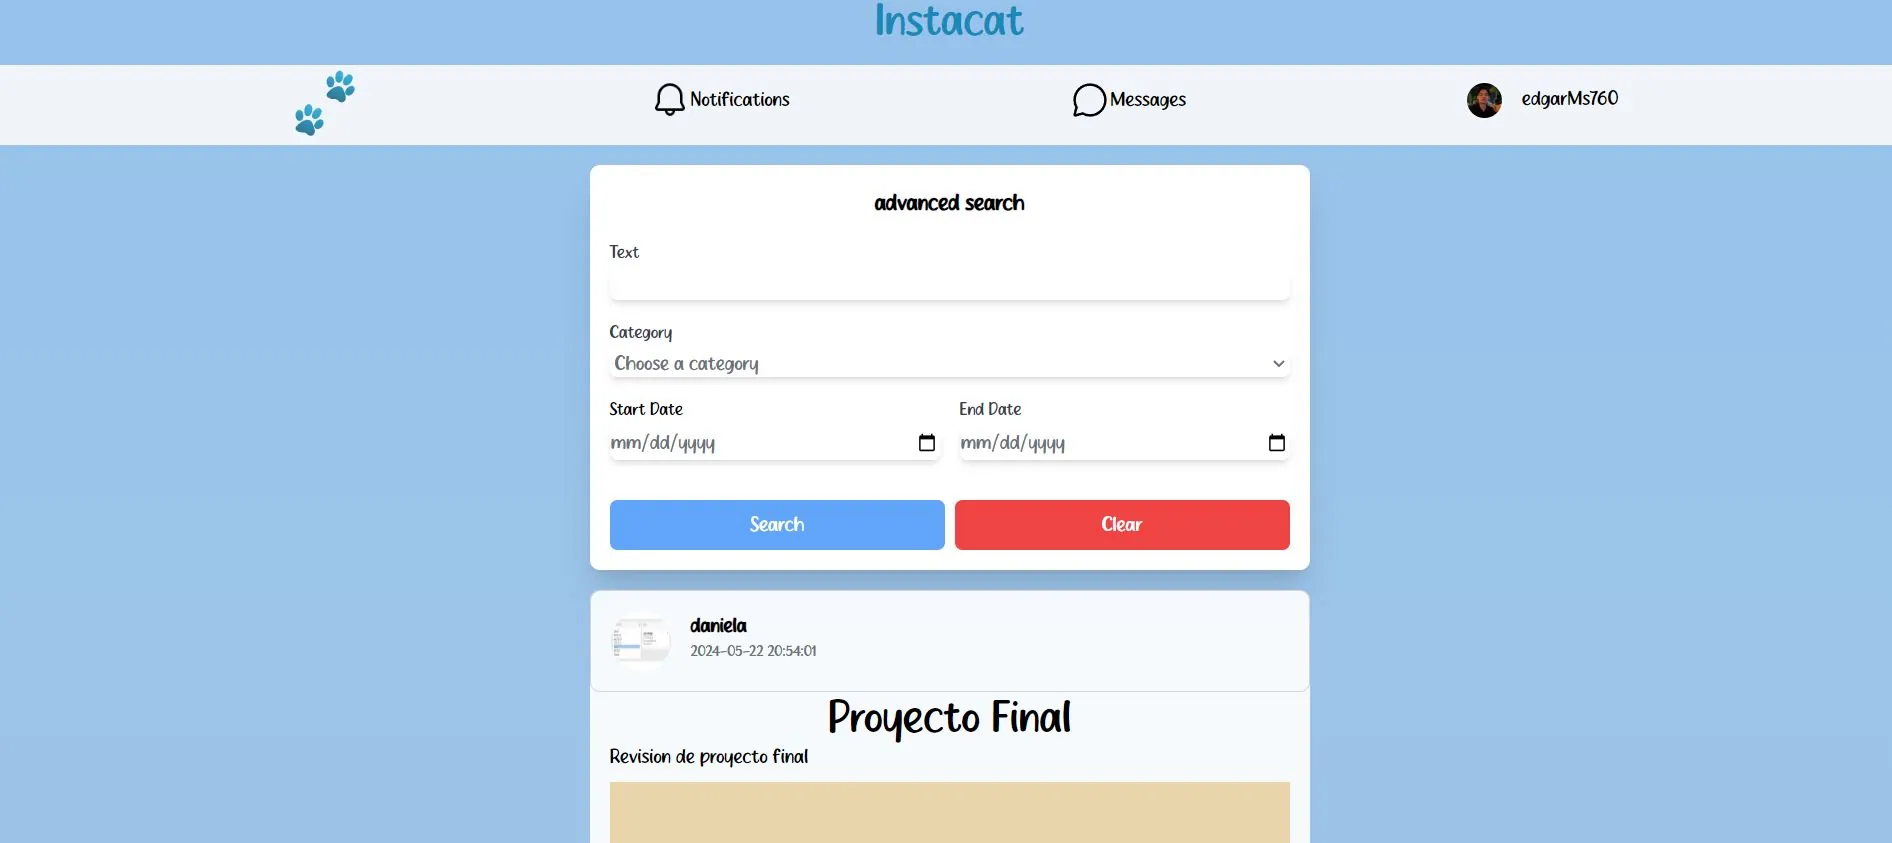 Instacat
Notifications
Messages
edgarMs760
advanced search
Text
Category
Choose a category
Start Date
End Date
mm/dd/yyyy
mm/dd/yyyy
Search
Clear
daniela
2024-05-22 20:54:01
Proyecto Final
Revision de proyecto final